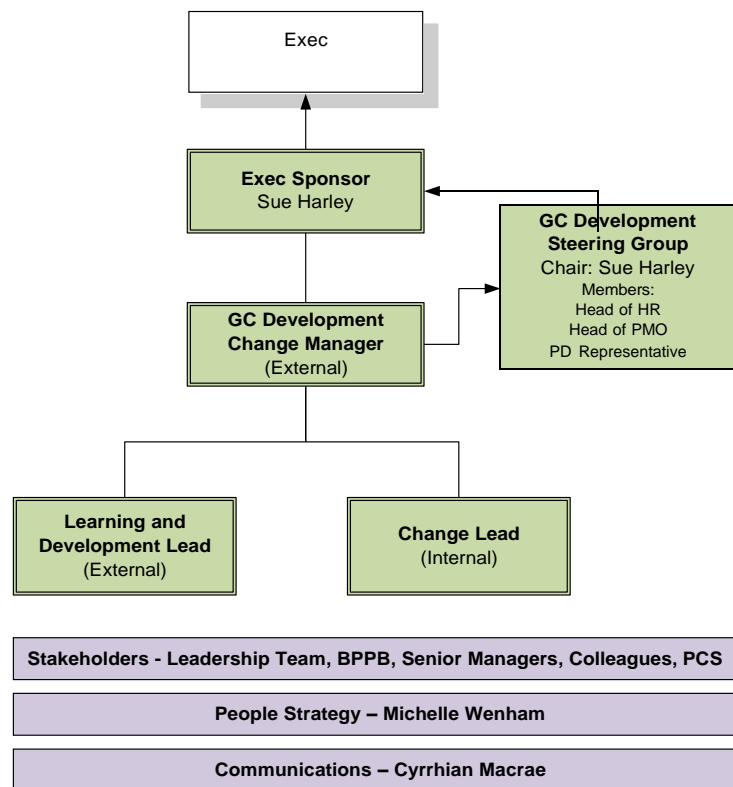 Exec
Exec Sponsor
Sue Harley
GC Development
Steering Group
Chair: Sue Harley
Members:
Head of HR
Head of PMO
PD Representative
GC Development
Change Manager
(External)
Learning and
Development Lead
(External)
Change Lead
(Internal)
Stakeholders - Leadership Team, BPPB, Senior Managers, Colleagues, PCS
People Strategy – Michelle Wenham
Communications – Cyrrhian Macrae